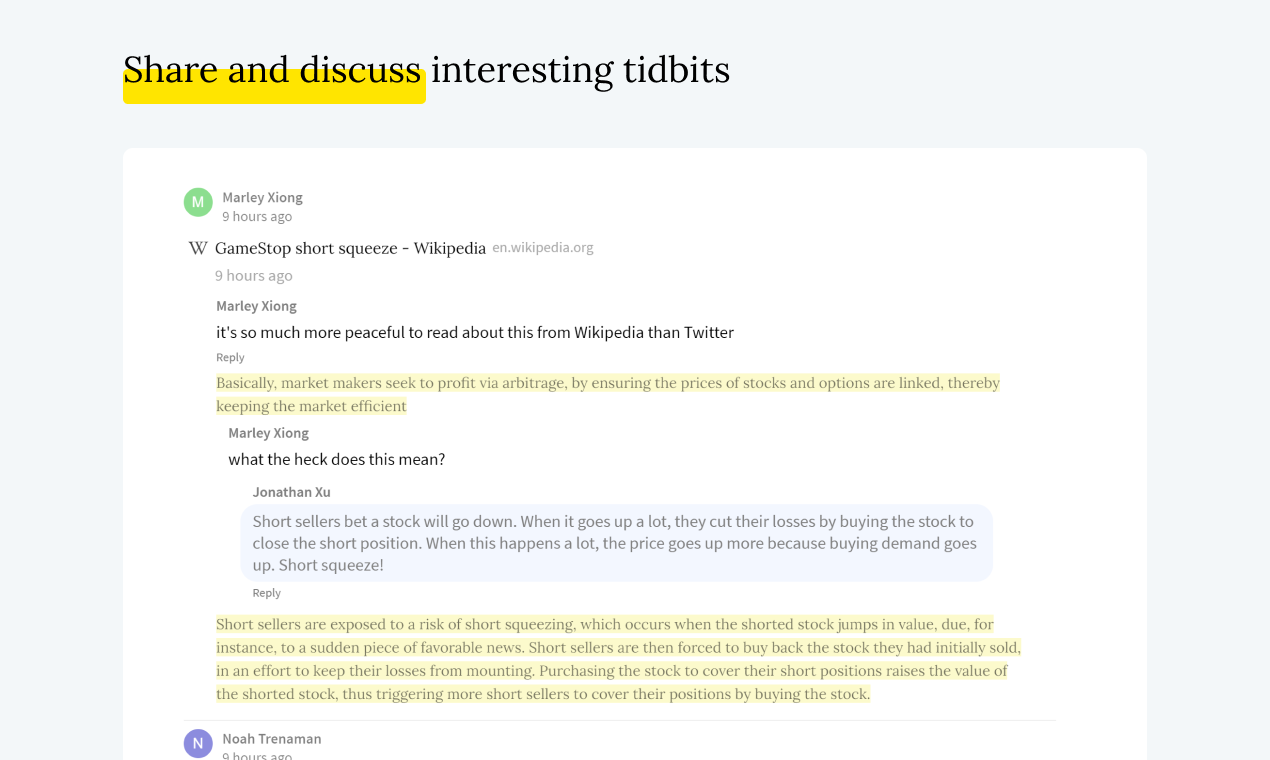 Share and discuss interesting tidbits
M
Marley Xiong
9 hours ago
W GameStop short squeeze - Wikipedia en.wikipedia.org
9 hours ago
Marley Xiong
it's so much more peaceful to read about this from Wikipedia than Twitter
Reply
Basically, market makers seek to profit via arbitrage, by ensuring the prices of stocks and options are linked, thereby
keeping the market efficient
Marley Xiong
what the heck does this mean?
Jonathan Xu
Short sellers bet a stock will go down. When it goes up a lot, they cut their losses by buying the stock to
close the short position. When this happens a lot, the price goes up more because buying demand goes
up. Short squeeze!
Reply
Short sellers are exposed to a risk of short squeezing, which occurs when the shorted stock jumps in value, due, for
instance, to a sudden piece of favorable news. Short sellers are then forced to buy back the stock they had initially sold,
in an effort to keep their losses from mounting. Purchasing the stock to cover their short positions raises the value of
the shorted stock, thus triggering more short sellers to cover their positions by buying the stock.
N
Noah Trenaman
9 hours ago